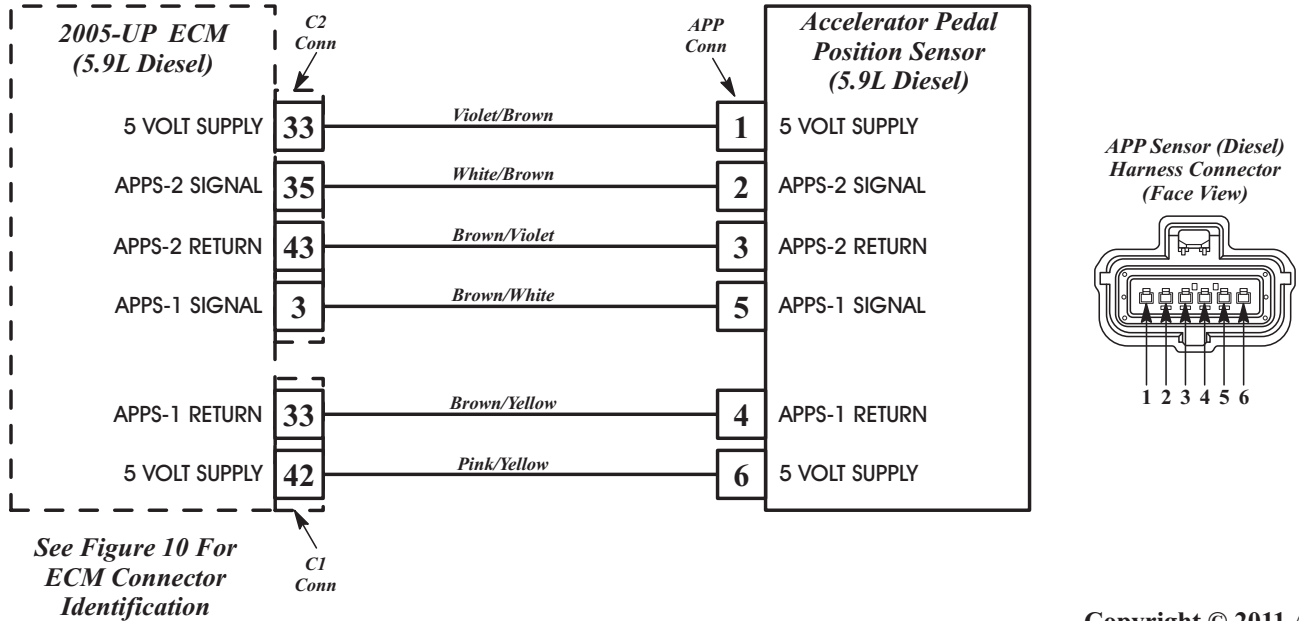 2005-UP ECM
(5.9L Diesel)
C2
Conn
APP
Conn
Accelerator Pedal
Position Sensor
(5.9L Diesel)
5 VOLT SUPPLY 33 Violet/Brown 1 5 VOLT SUPPLY
APPS-2 SIGNAL 35 White/Brown 2 APPS-2 SIGNAL
APPS-2 RETURN 43 Brown/Violet 3 APPS-2 RETURN
APPS-1 SIGNAL 3 Brown/White 5 APPS-1 SIGNAL
APPS-1 RETURN 33 Brown/Yellow 4 APPS-1 RETURN
5 VOLT SUPPLY 42 Pink/Yellow 6 5 VOLT SUPPLY
C1
Conn
See Figure 10 For
ECM Connector
Identification
APP Sensor (Diesel)
Harness Connector
(Face View)
1 2 3 4 5 6
Copyright © 2011